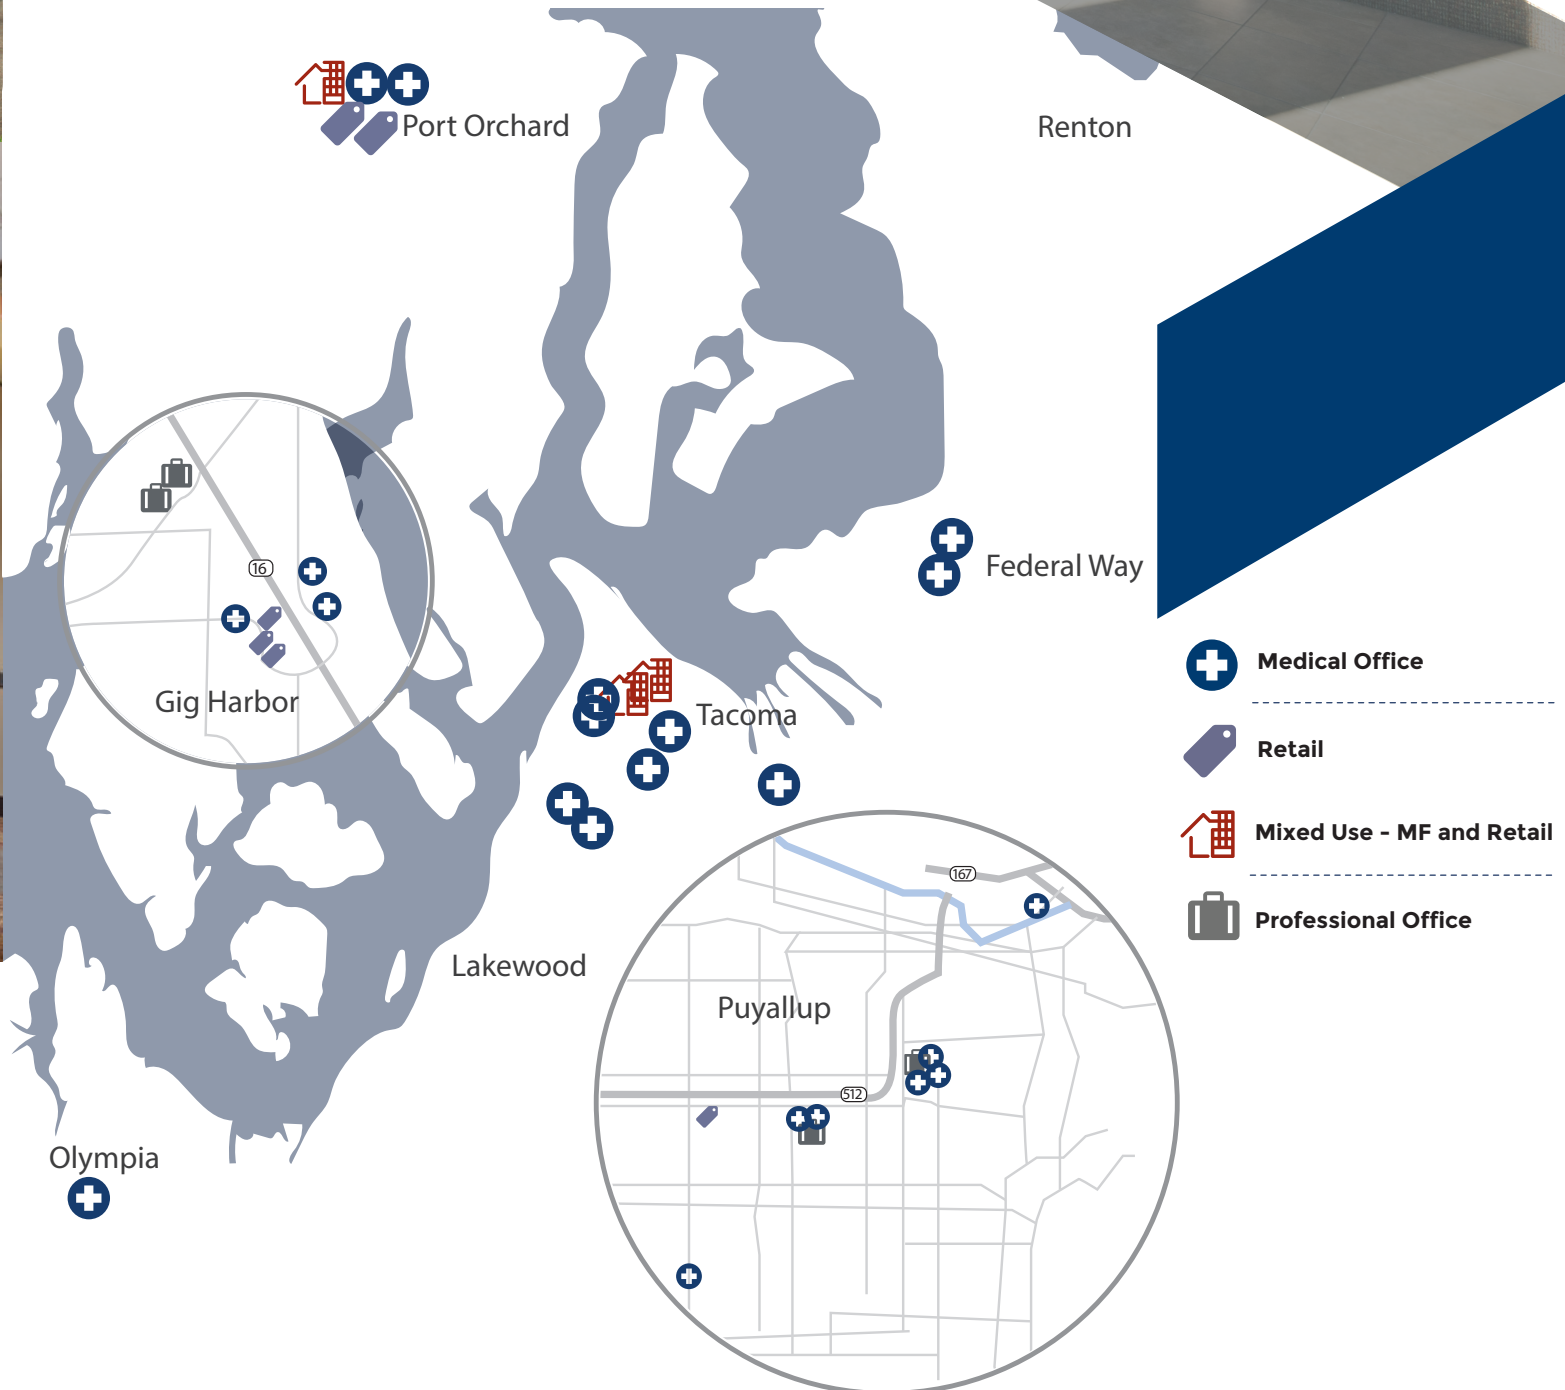 Port Orchard
Renton
16
Federal Way
Medical Office
Gig Harbor
Tacoma
Retail
Mixed Use - MF and Retail
167
Professional Office
Lakewood
Puyallup
512
Olympia